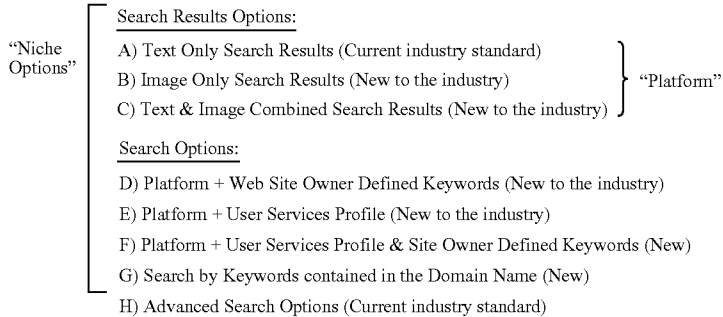 Search Results Options:
“Niche
Options”
A) Text Only Search Results (Current industry standard)
B) Image Only Search Results (New to the industry)
C) Text & Image Combined Search Results (New to the industry)
“Platform”
Search Options:
D) Platform + Web Site Owner Defined Keywords (New to the industry)
E) Platform + User Services Profile (New to the industry)
F) Platform + User Services Profile & Site Owner Defined Keywords (New)
G) Search by Keywords contained in the Domain Name (New)
H) Advanced Search Options (Current industry standard)